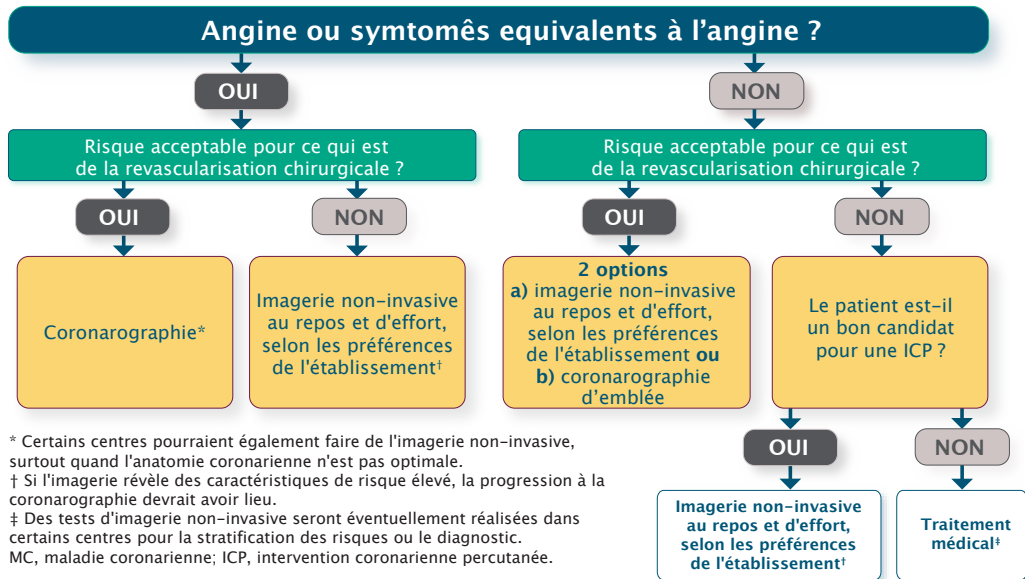 Angine ou symtomês equivalents à l’angine ?
OUI
NON
Risque acceptable pour ce qui est
de la revascularisation chirurgicale ?
Risque acceptable pour ce qui est
de la revascularisation chirurgicale ?
OUI
NON
OUI
NON
Coronarographie*
Imagerie non-invasive
au repos et d'effort,
selon les préférences
de l'établissement†
2 options
a) imagerie non-invasive
au repos et d'effort,
selon les préférences
de l'établissement ou
b) coronarographie
d’emblée
Le patient est-il
un bon candidat
pour une ICP ?
OUI
NON
Imagerie non-invasive
au repos et d'effort,
selon les préférences
de l'établissement†
Traitement
médical‡
* Certains centres pourraient également faire de l'imagerie non-invasive,
surtout quand l'anatomie coronarienne n'est pas optimale.
† Si l'imagerie révèle des caractéristiques de risque élevé, la progression à la
coronarographie devrait avoir lieu.
‡ Des tests d'imagerie non-invasive seront éventuellement réalisées dans
certains centres pour la stratification des risques ou le diagnostic.
MC, maladie coronarienne; ICP, intervention coronarienne percutanée.